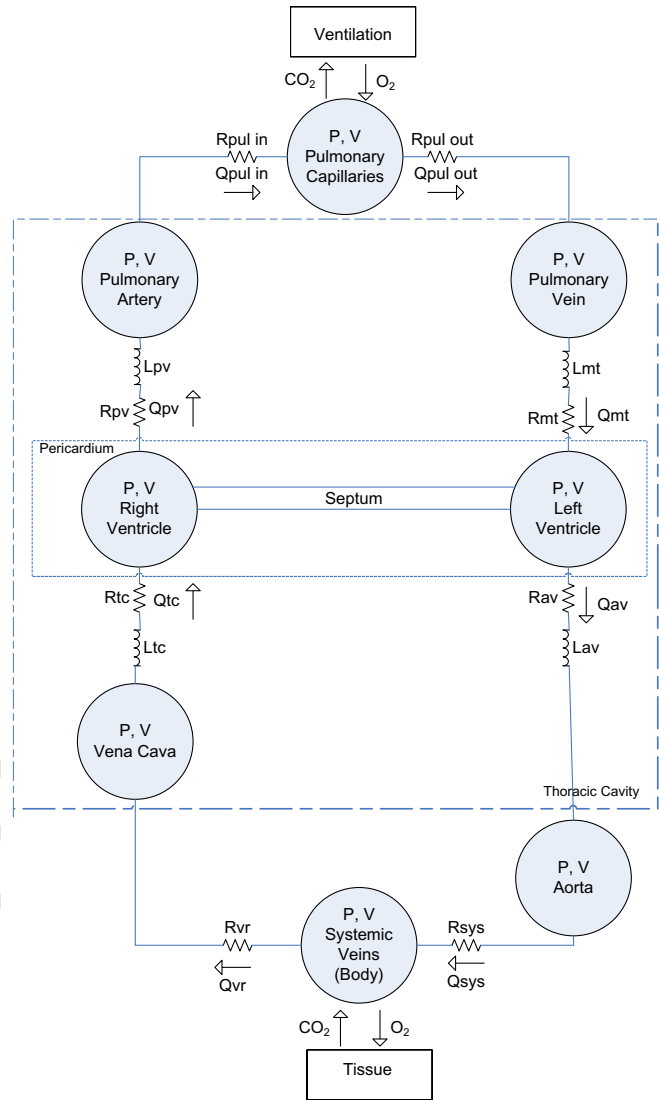 Ventilation
CO2
O2
Rpul in
Qpul in
P, V
Pulmonary
Capillaries
Rpul out
Qpul out
P, V
Pulmonary
Artery
P, V
Pulmonary
Vein
Lpv
Lmt
Rpv
Qpv
Rmt
Qmt
Pericardium
P, V
Right
Ventricle
Septum
P, V
Left
Ventricle
Rtc
Qtc
Rav
Qav
Ltc
Lav
P, V
Vena Cava
Thoracic Cavity
P, V
Aorta
Rvr
Qvr
P, V
Systemic
Veins
(Body)
Rsys
Qsys
CO2
O2
Tissue